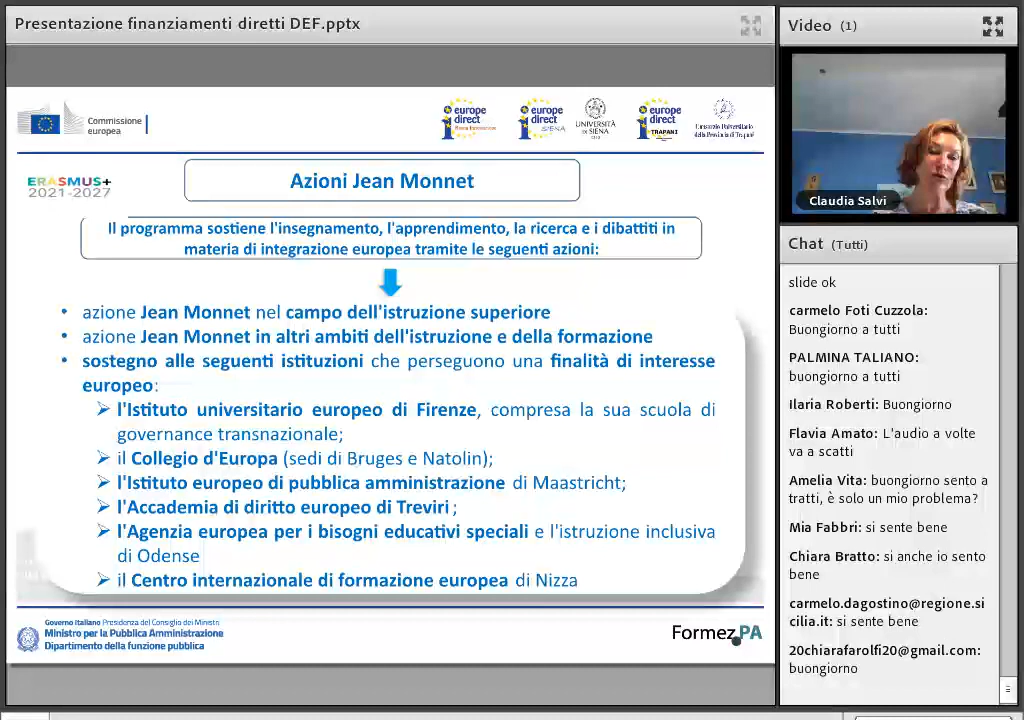 Presentazione finanziamenti diretti DEF.pptx
Commissione
europea
europe
direct
europe
direct
SIENA
UNIVERSITÀ
DI SIENA
1240
europe
direct
TRAPANI
Consorzio Universitario
della Provincia di Trapani
ERASMUS+
2021-2027
Azioni Jean Monnet
Il programma sostiene l'insegnamento, l'apprendimento, la ricerca e i dibattiti in
materia di integrazione europea tramite le seguenti azioni:
• azione Jean Monnet nel campo dell'istruzione superiore
• azione Jean Monnet in altri ambiti dell'istruzione e della formazione
• sostegno alle seguenti istituzioni che perseguono una finalità di interesse
europeo:
l'Istituto universitario europeo di Firenze, compresa la sua scuola di
governance transnazionale;
il Collegio d'Europa (sedi di Bruges e Natolin);
l'Istituto europeo di pubblica amministrazione di Maastricht;
l'Accademia di diritto europeo di Treviri;
l'Agenzia europea per i bisogni educativi speciali e l'istruzione inclusiva
di Odense
il Centro internazionale di formazione europea di Nizza
Governo Italiano Presidenza del Consiglio dei Ministri
Ministro per la Pubblica Amministrazione
Dipartimento della funzione pubblica
Formez PA
Video (1)
Claudia Salvi
Chat (Tutti)
slide ok
carmelo Foti Cuzzola:
Buongiorno a tutti
PALMINA TALIANO:
buongiorno a tutti
Ilaria Roberti: Buongiorno
Flavia Amato: L'audio a volte
va a scatti
Amelia Vita: buongiorno sento a
tratti, è solo un mio problema?
Mia Fabbri: si sente bene
Chiara Bratto: si anche io sento
bene
carmelo.dagostino@regione.si
cilia.it: si sente bene
20chiarafarolfi20@gmail.com:
buongiorno